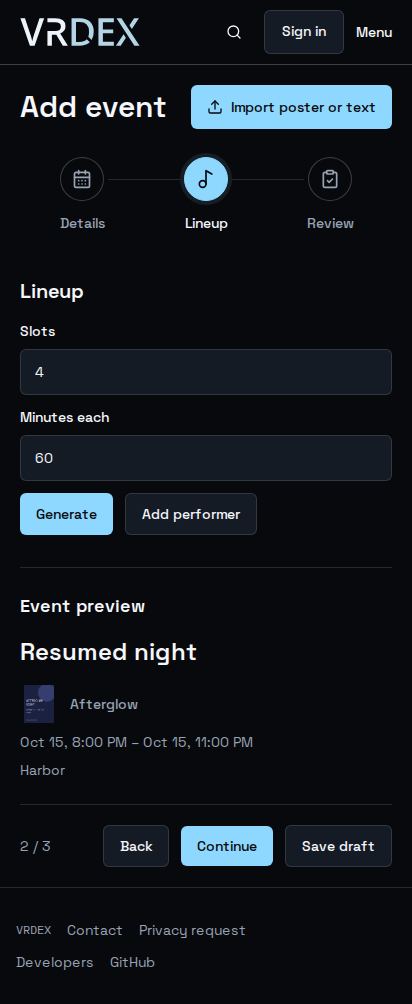 VRDEX
Sign in
Menu
Add event
Import poster or text
Details
Lineup
Review
Lineup
Slots
4
Minutes each
60
Generate
Add performer
Event preview
Resumed night
Afterglow
Oct 15, 8:00 PM – Oct 15, 11:00 PM
Harbor
2 / 3
Back
Continue
Save draft
VRDEX
Contact
Privacy request
Developers
GitHub